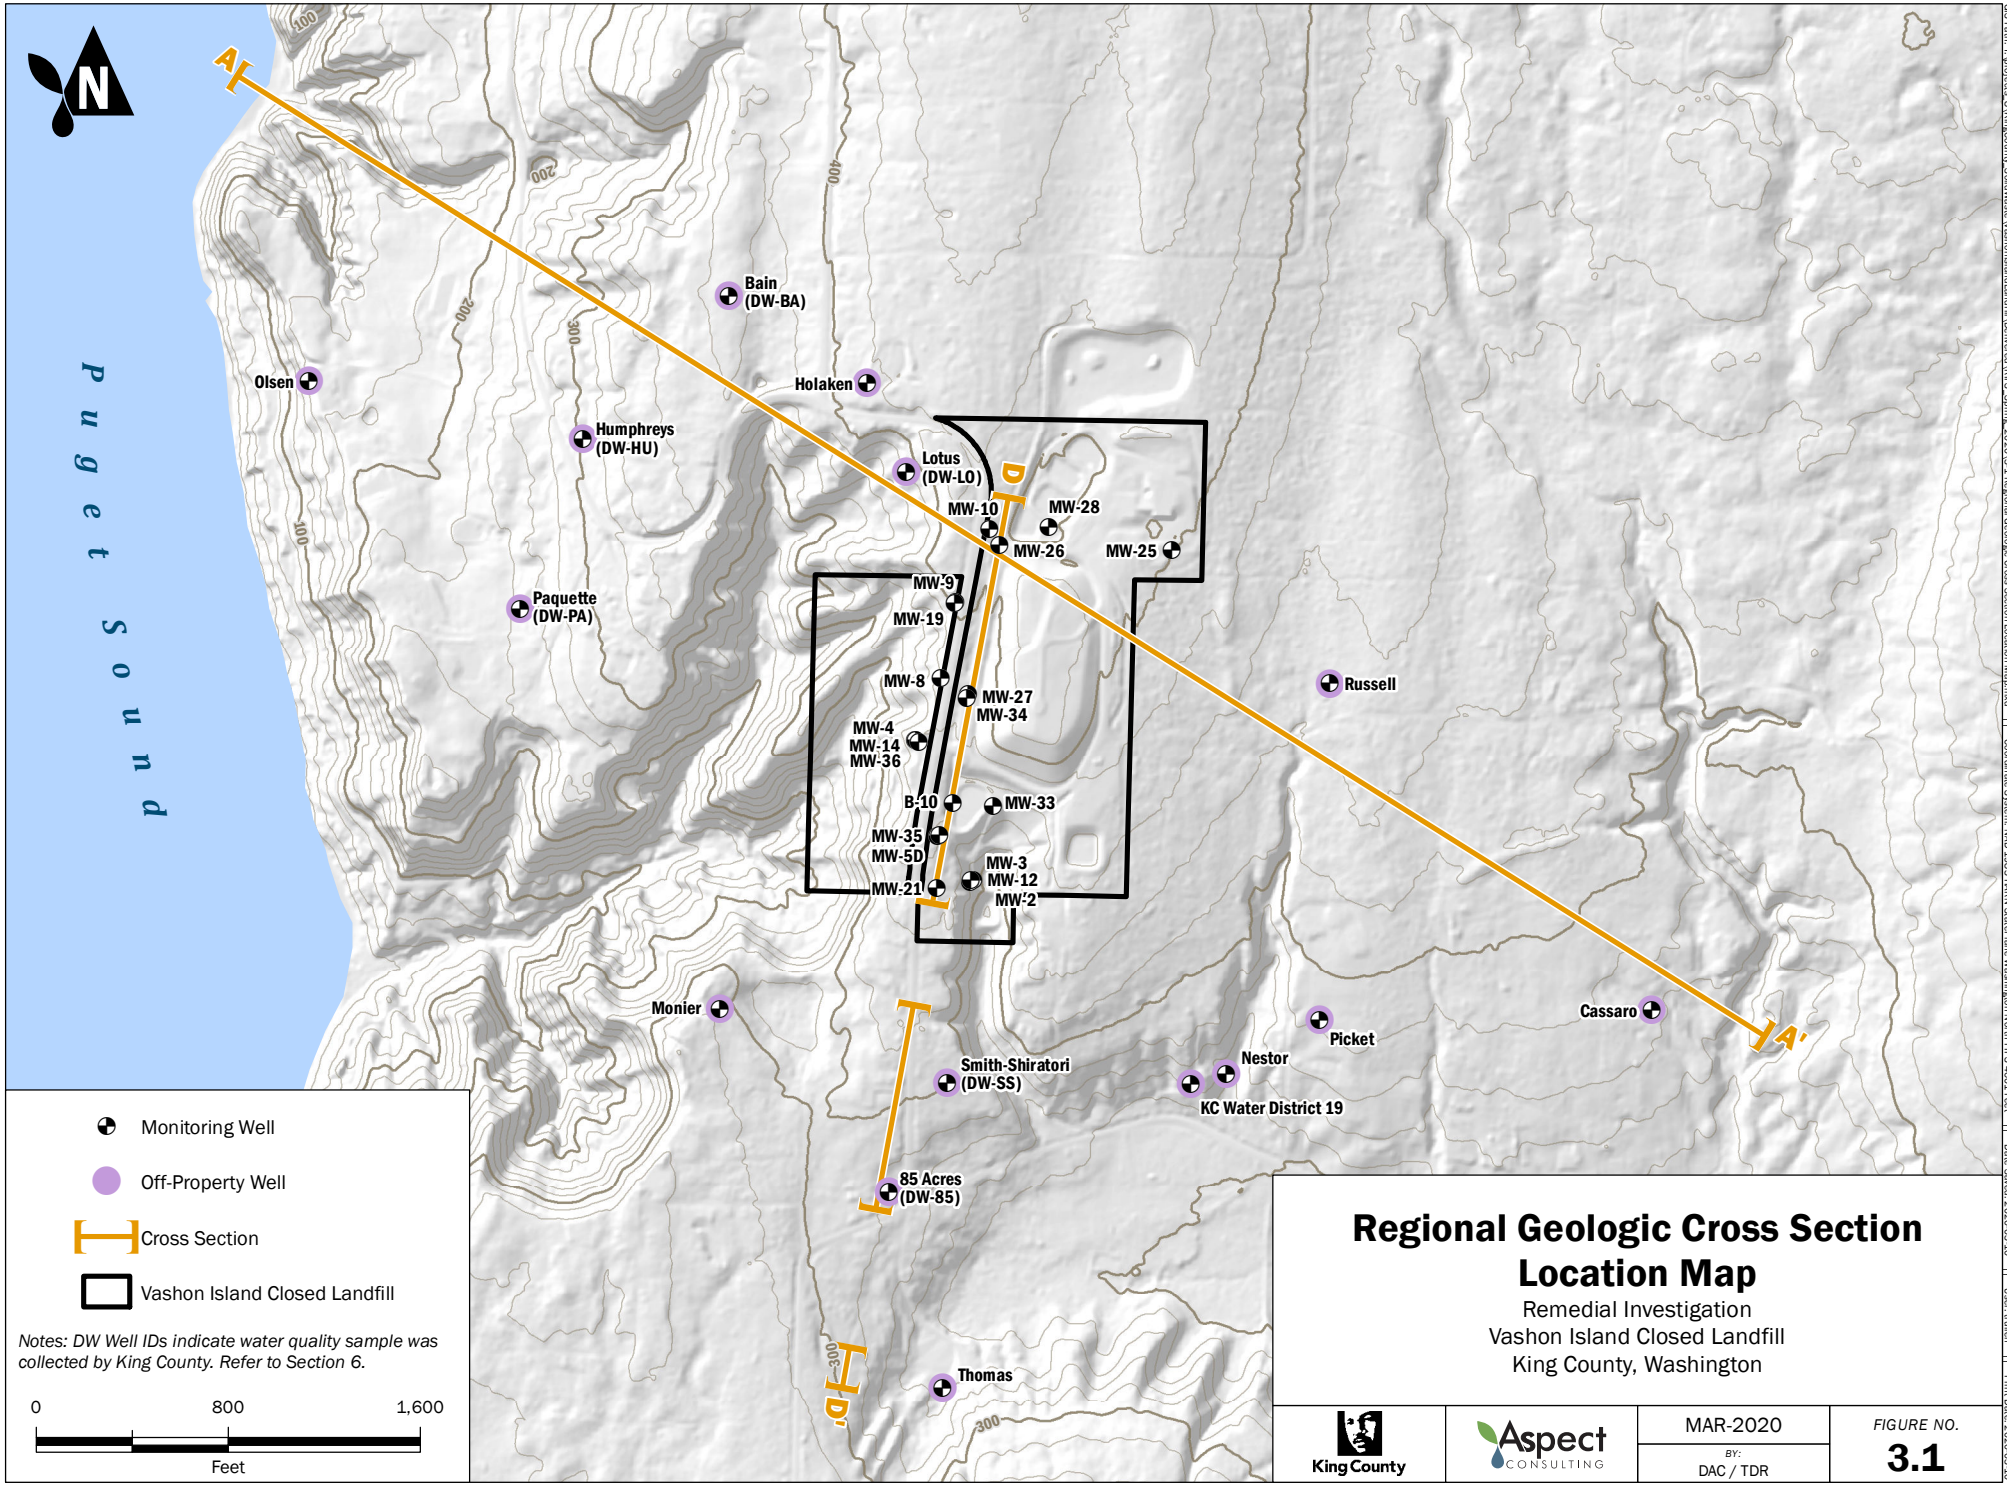 N
A
100
200
400
200
300
100
Bain
(DW-BA)
Olsen
Holaken
Humphreys
(DW-HU)
Lotus
(DW-LO)
D
MW-10
MW-28
MW-26
MW-25
MW-9
MW-19
Paquette
(DW-PA)
MW-8
MW-27
MW-34
Russell
MW-4
MW-14
MW-36
B-10
MW-33
MW-35
MW-5D
MW-3
MW-12
MW-21
MW-2
Puget Sound
Monier
Cassaro
A'
Picket
Smith-Shiratori
(DW-SS)
Nestor
KC Water District 19
85 Acres
(DW-85)
300
D'
Thomas
300
Monitoring Well
Off-Property Well
Cross Section
Vashon Island Closed Landfill
Notes: DW Well IDs indicate water quality sample was
collected by King County. Refer to Section 6.
0 800 1,600
Feet
Regional Geologic Cross Section
Location Map
Remedial Investigation
Vashon Island Closed Landfill
King County, Washington
King County
Aspect
CONSULTING
MAR-2020
BY:
DAC / TDR
FIGURE NO.
3.1